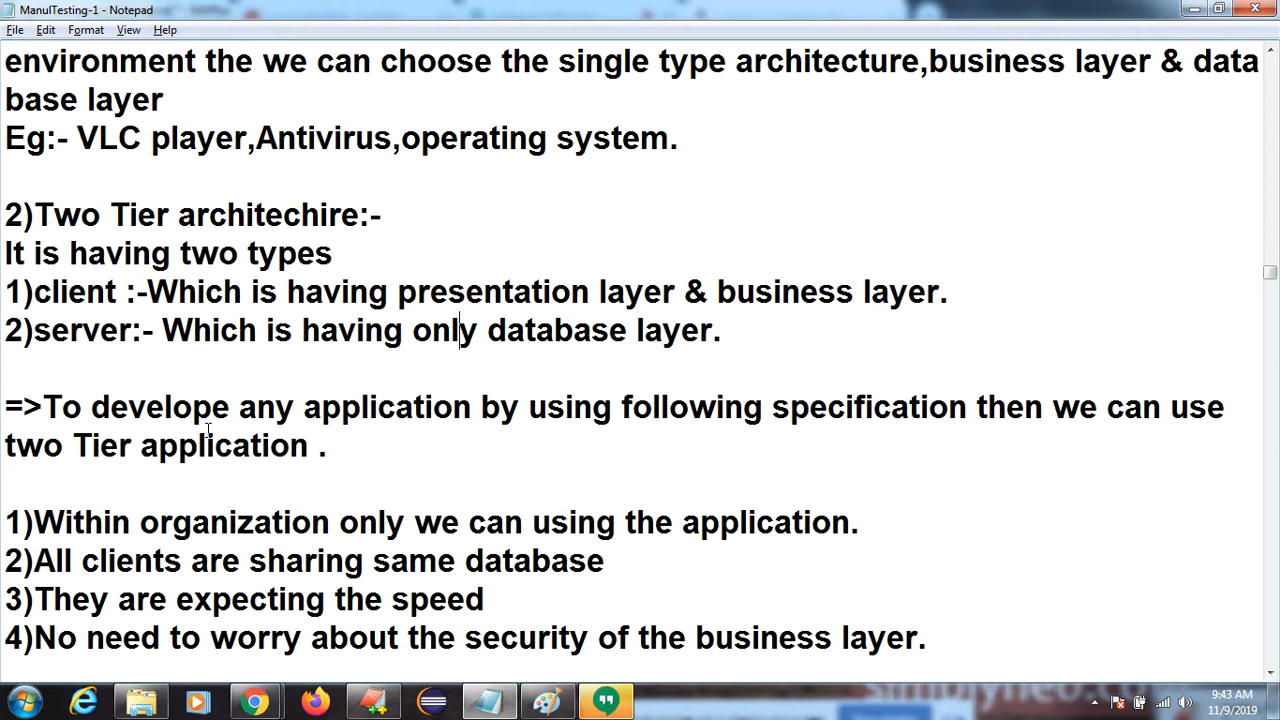 ManulTesting-1 - Notepad
File Edit Format View Help
environment the we can choose the single type architecture,business layer & data
base layer
Eg:- VLC player,Antivirus,operating system.
2)Two Tier architechire:-
It is having two types
1)client :-Which is having presentation layer & business layer.
2)server:- Which is having only database layer.
=>To develope any application by using following specification then we can use
two Tier application .
1)Within organization only we can using the application.
2)All clients are sharing same database
3)They are expecting the speed
4)No need to worry about the security of the business layer.
9:43 AM
11/9/2019